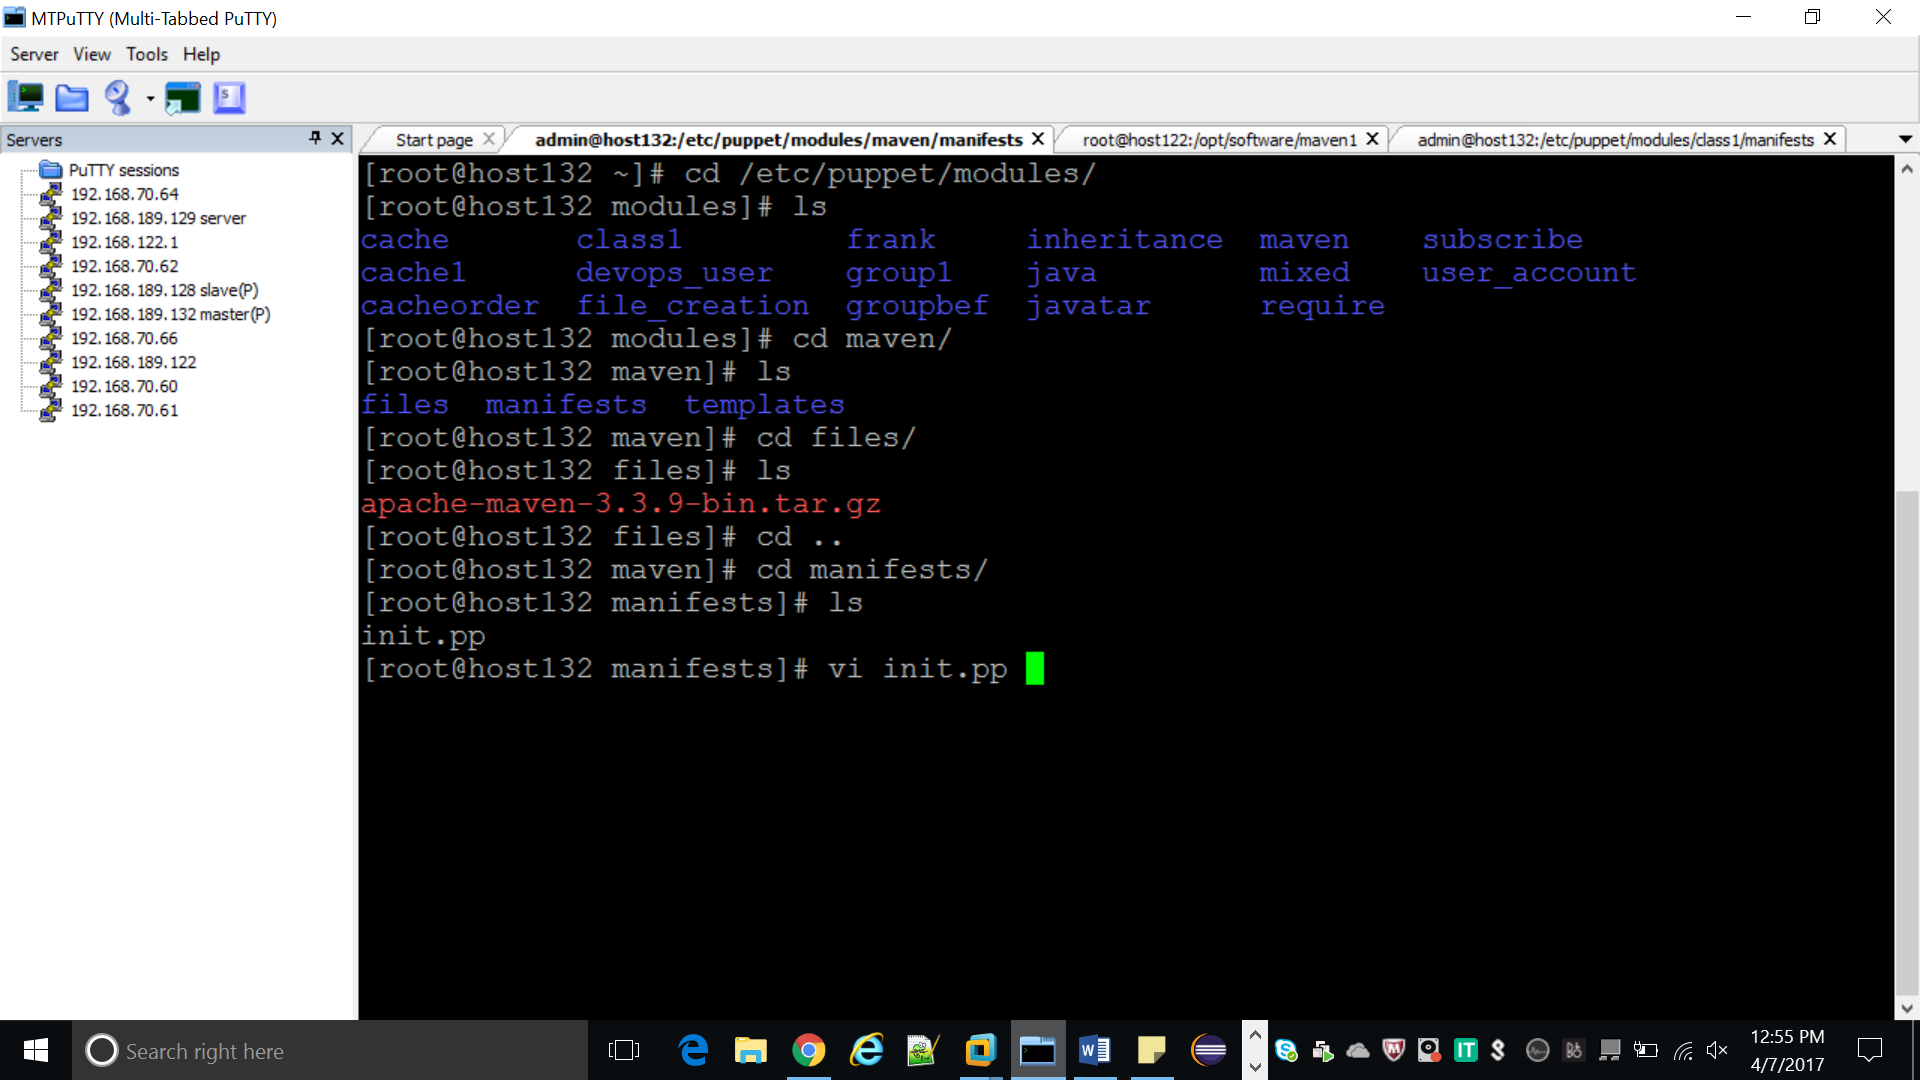 MTPuTTY (Multi-Tabbed PuTTY)
Server View Tools Help
Servers
Start page
admin@host132:/etc/puppet/modules/maven/manifests
root@host122:/opt/software/maven1
admin@host132:/etc/puppet/modules/class1/manifests
PuTTY sessions
192.168.70.64
192.168.189.129 server
192.168.122.1
192.168.70.62
192.168.189.128 slave(P)
192.168.189.132 master(P)
192.168.70.66
192.168.189.122
192.168.70.60
192.168.70.61
[root@host132 ~]# cd /etc/puppet/modules/
[root@host132 modules]# ls
cache class1 frank inheritance maven subscribe
cache1 devops_user group1 java mixed user_account
cacheorder file_creation groupbef javatar require
[root@host132 modules]# cd maven/
[root@host132 maven]# ls
files manifests templates
[root@host132 maven]# cd files/
[root@host132 files]# ls
apache-maven-3.3.9-bin.tar.gz
[root@host132 files]# cd ..
[root@host132 maven]# cd manifests/
[root@host132 manifests]# ls
init.pp
[root@host132 manifests]# vi init.pp
Search right here
12:55 PM
4/7/2017